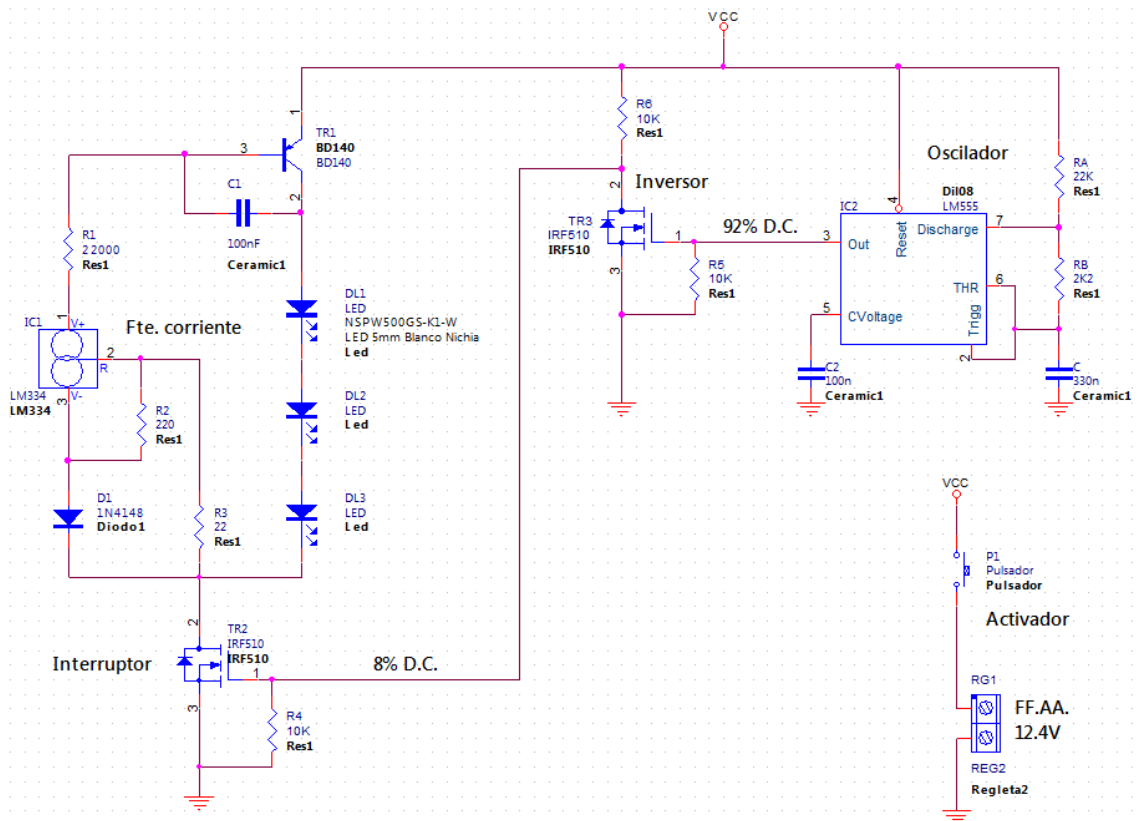 VCC
1
TR1
BD140
BD140
3
2
C1
100nF
Ceramic1
R1
22000
Res1
1
IC1
V+
Fte. corriente
2
R
LM334
LM334
V-
3
R2
220
Res1
D1
1N4148
Diodo1
R3
22
Res1
DL1
LED
NSPW500GS-K1-W
LED 5mm Blanco Nichia
Led
DL2
LED
Led
DL3
LED
Led
2
TR2
IRF510
IRF510
Interruptor
1
8% D.C.
3
R4
10K
Res1
R6
10K
Res1
2
Inversor
TR3
IRF510
IRF510
1
92% D.C.
3
R5
10K
Res1
Oscilador
Dil08
LM555
IC2
4
3
Out
Reset
Discharge
7
THR
6
5
CVoltage
Trigg
2
C2
100n
Ceramic1
RA
22K
Res1
RB
2K2
Res1
C
330n
Ceramic1
VCC
P1
Pulsador
Pulsador
Activador
RG1
FF.AA.
12.4V
REG2
Regleta2